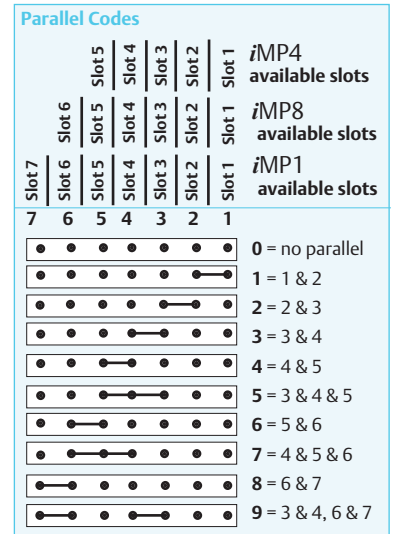 Parallel Codes
Slot 5 Slot 4 Slot 3 Slot 2 Slot 1 iMP4
available slots
Slot 6 Slot 5 Slot 4 Slot 3 Slot 2 Slot 1 iMP8
available slots
Slot 7 Slot 6 Slot 5 Slot 4 Slot 3 Slot 2 Slot 1 iMP1
available slots
7 6 5 4 3 2 1
0 = no parallel
1 = 1 & 2
2 = 2 & 3
3 = 3 & 4
4 = 4 & 5
5 = 3 & 4 & 5
6 = 5 & 6
7 = 4 & 5 & 6
8 = 6 & 7
9 = 3 & 4, 6 & 7